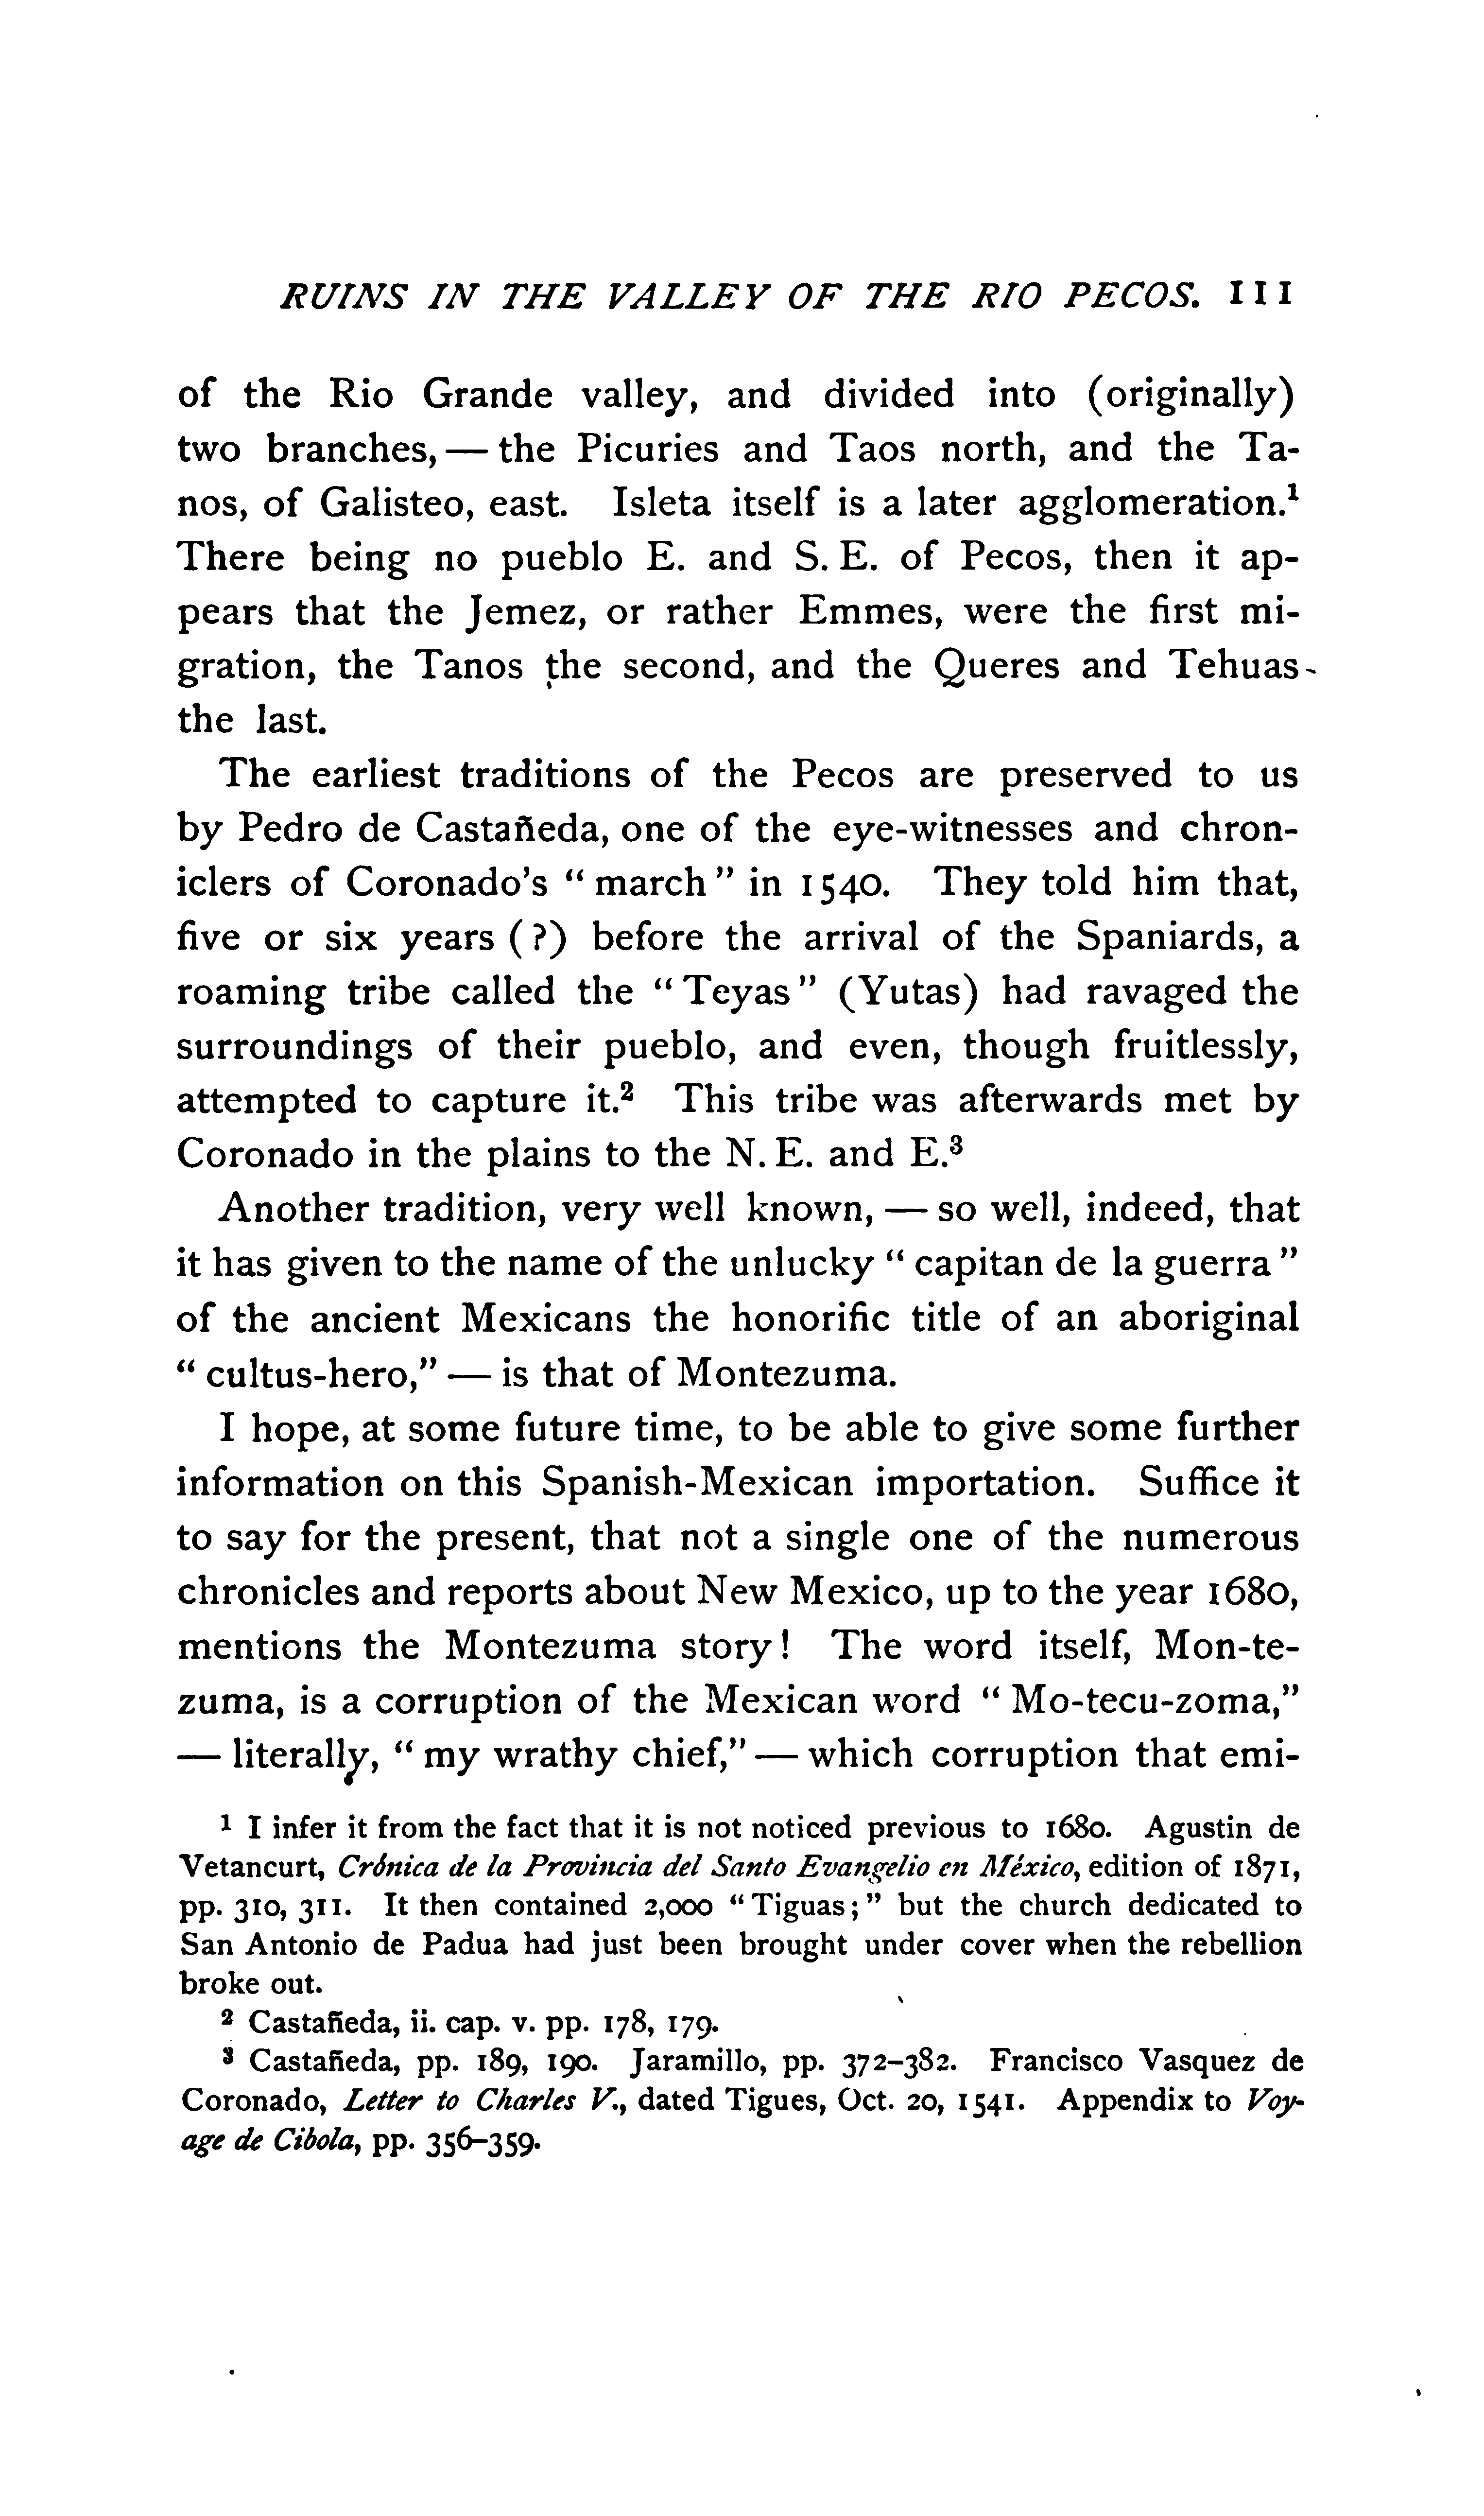 RUINS IN THE VALLEY OF THE RIO PECOS. 111
of the Rio Grande valley, and divided into (originally)
two branches, — the Picuries and Taos north, and the Ta-
nos, of Galisteo, east. Isleta itself is a later agglomeration.¹
There being no pueblo E. and S. E. of Pecos, then it ap-
pears that the Jemez, or rather Emmes, were the first mi-
gration, the Tanos the second, and the Queres and Tehuas
the last.
The earliest traditions of the Pecos are preserved to us
by Pedro de Castañeda, one of the eye-witnesses and chron-
iclers of Coronado's "march" in 1540. They told him that,
five or six years (?) before the arrival of the Spaniards, a
roaming tribe called the "Teyas" (Yutas) had ravaged the
surroundings of their pueblo, and even, though fruitlessly,
attempted to capture it.² This tribe was afterwards met by
Coronado in the plains to the N. E. and E.³
Another tradition, very well known, — so well, indeed, that
it has given to the name of the unlucky "capitan de la guerra"
of the ancient Mexicans the honorific title of an aboriginal
"cultus-hero," — is that of Montezuma.
I hope, at some future time, to be able to give some further
information on this Spanish-Mexican importation. Suffice it
to say for the present, that not a single one of the numerous
chronicles and reports about New Mexico, up to the year 1680,
mentions the Montezuma story! The word itself, Mon-te-
zuma, is a corruption of the Mexican word "Mo-tecu-zoma,"
— literally, "my wrathy chief," — which corruption that emi-
¹ I infer it from the fact that it is not noticed previous to 1680. Agustin de
Vetancurt, Crónica de la Provincia del Santo Evangelio en México, edition of 1871,
pp. 310, 311. It then contained 2,000 "Tiguas;" but the church dedicated to
San Antonio de Padua had just been brought under cover when the rebellion
broke out.
² Castañeda, ii. cap. v. pp. 178, 179.
³ Castañeda, pp. 189, 190. Jaramillo, pp. 372–382. Francisco Vasquez de
Coronado, Letter to Charles V., dated Tigues, Oct. 20, 1541. Appendix to Voy-
age de Cibola, pp. 356–359.